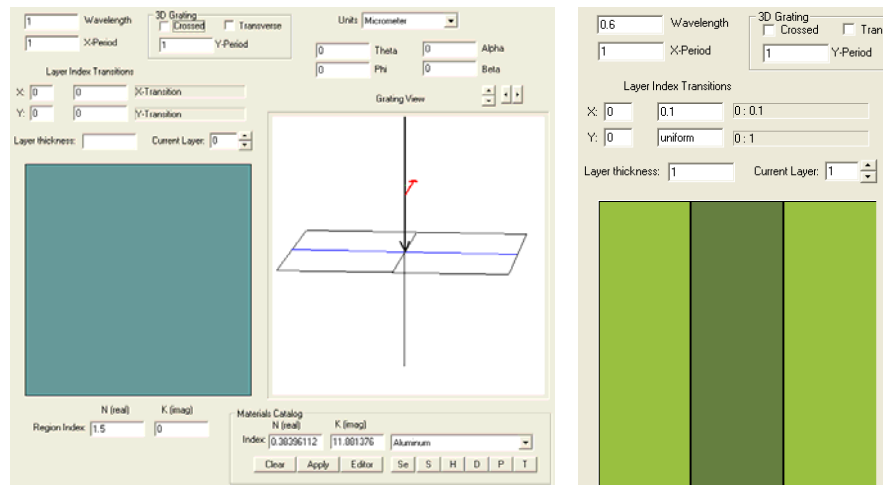 1 Wavelength
3D Grating
Crossed Transverse
1 X-Period
1 Y-Period
Units Micrometer
0 Theta 0 Alpha
0 Phi 0 Beta
Layer Index Transitions
X: 0 0 X-Transition
Y: 0 0 Y-Transition
Grating View
Layer thickness: Current Layer: 0
N (real) K (imag)
Region Index: 1.5 0
Materials Catalog
N (real) K (imag)
Index: 0.38396112 11.881376 Aluminum
Clear Apply Editor Se S H D P T
0.6 Wavelength
3D Grating
Crossed Tran
1 X-Period
1 Y-Period
Layer Index Transitions
X: 0 0.1 0 : 0.1
Y: 0 uniform 0 : 1
Layer thickness: 1 Current Layer: 1